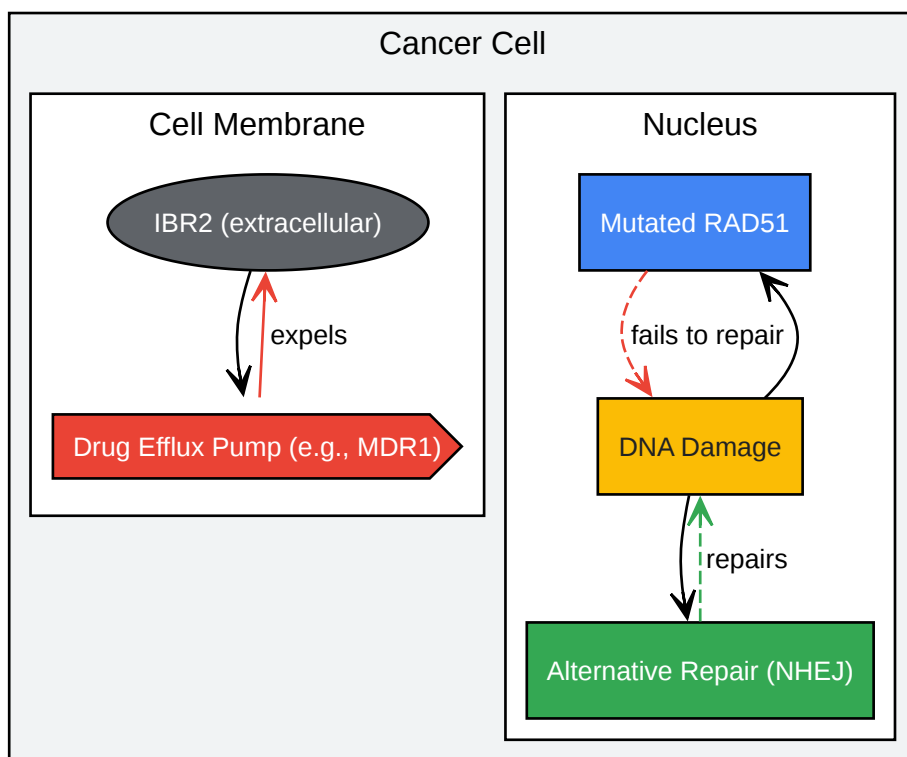 Cancer Cell
Cell Membrane
IBR2 (extracellular)
expels
Drug Efflux Pump (e.g., MDR1)
Nucleus
Mutated RAD51
fails to repair
DNA Damage
repairs
Alternative Repair (NHEJ)